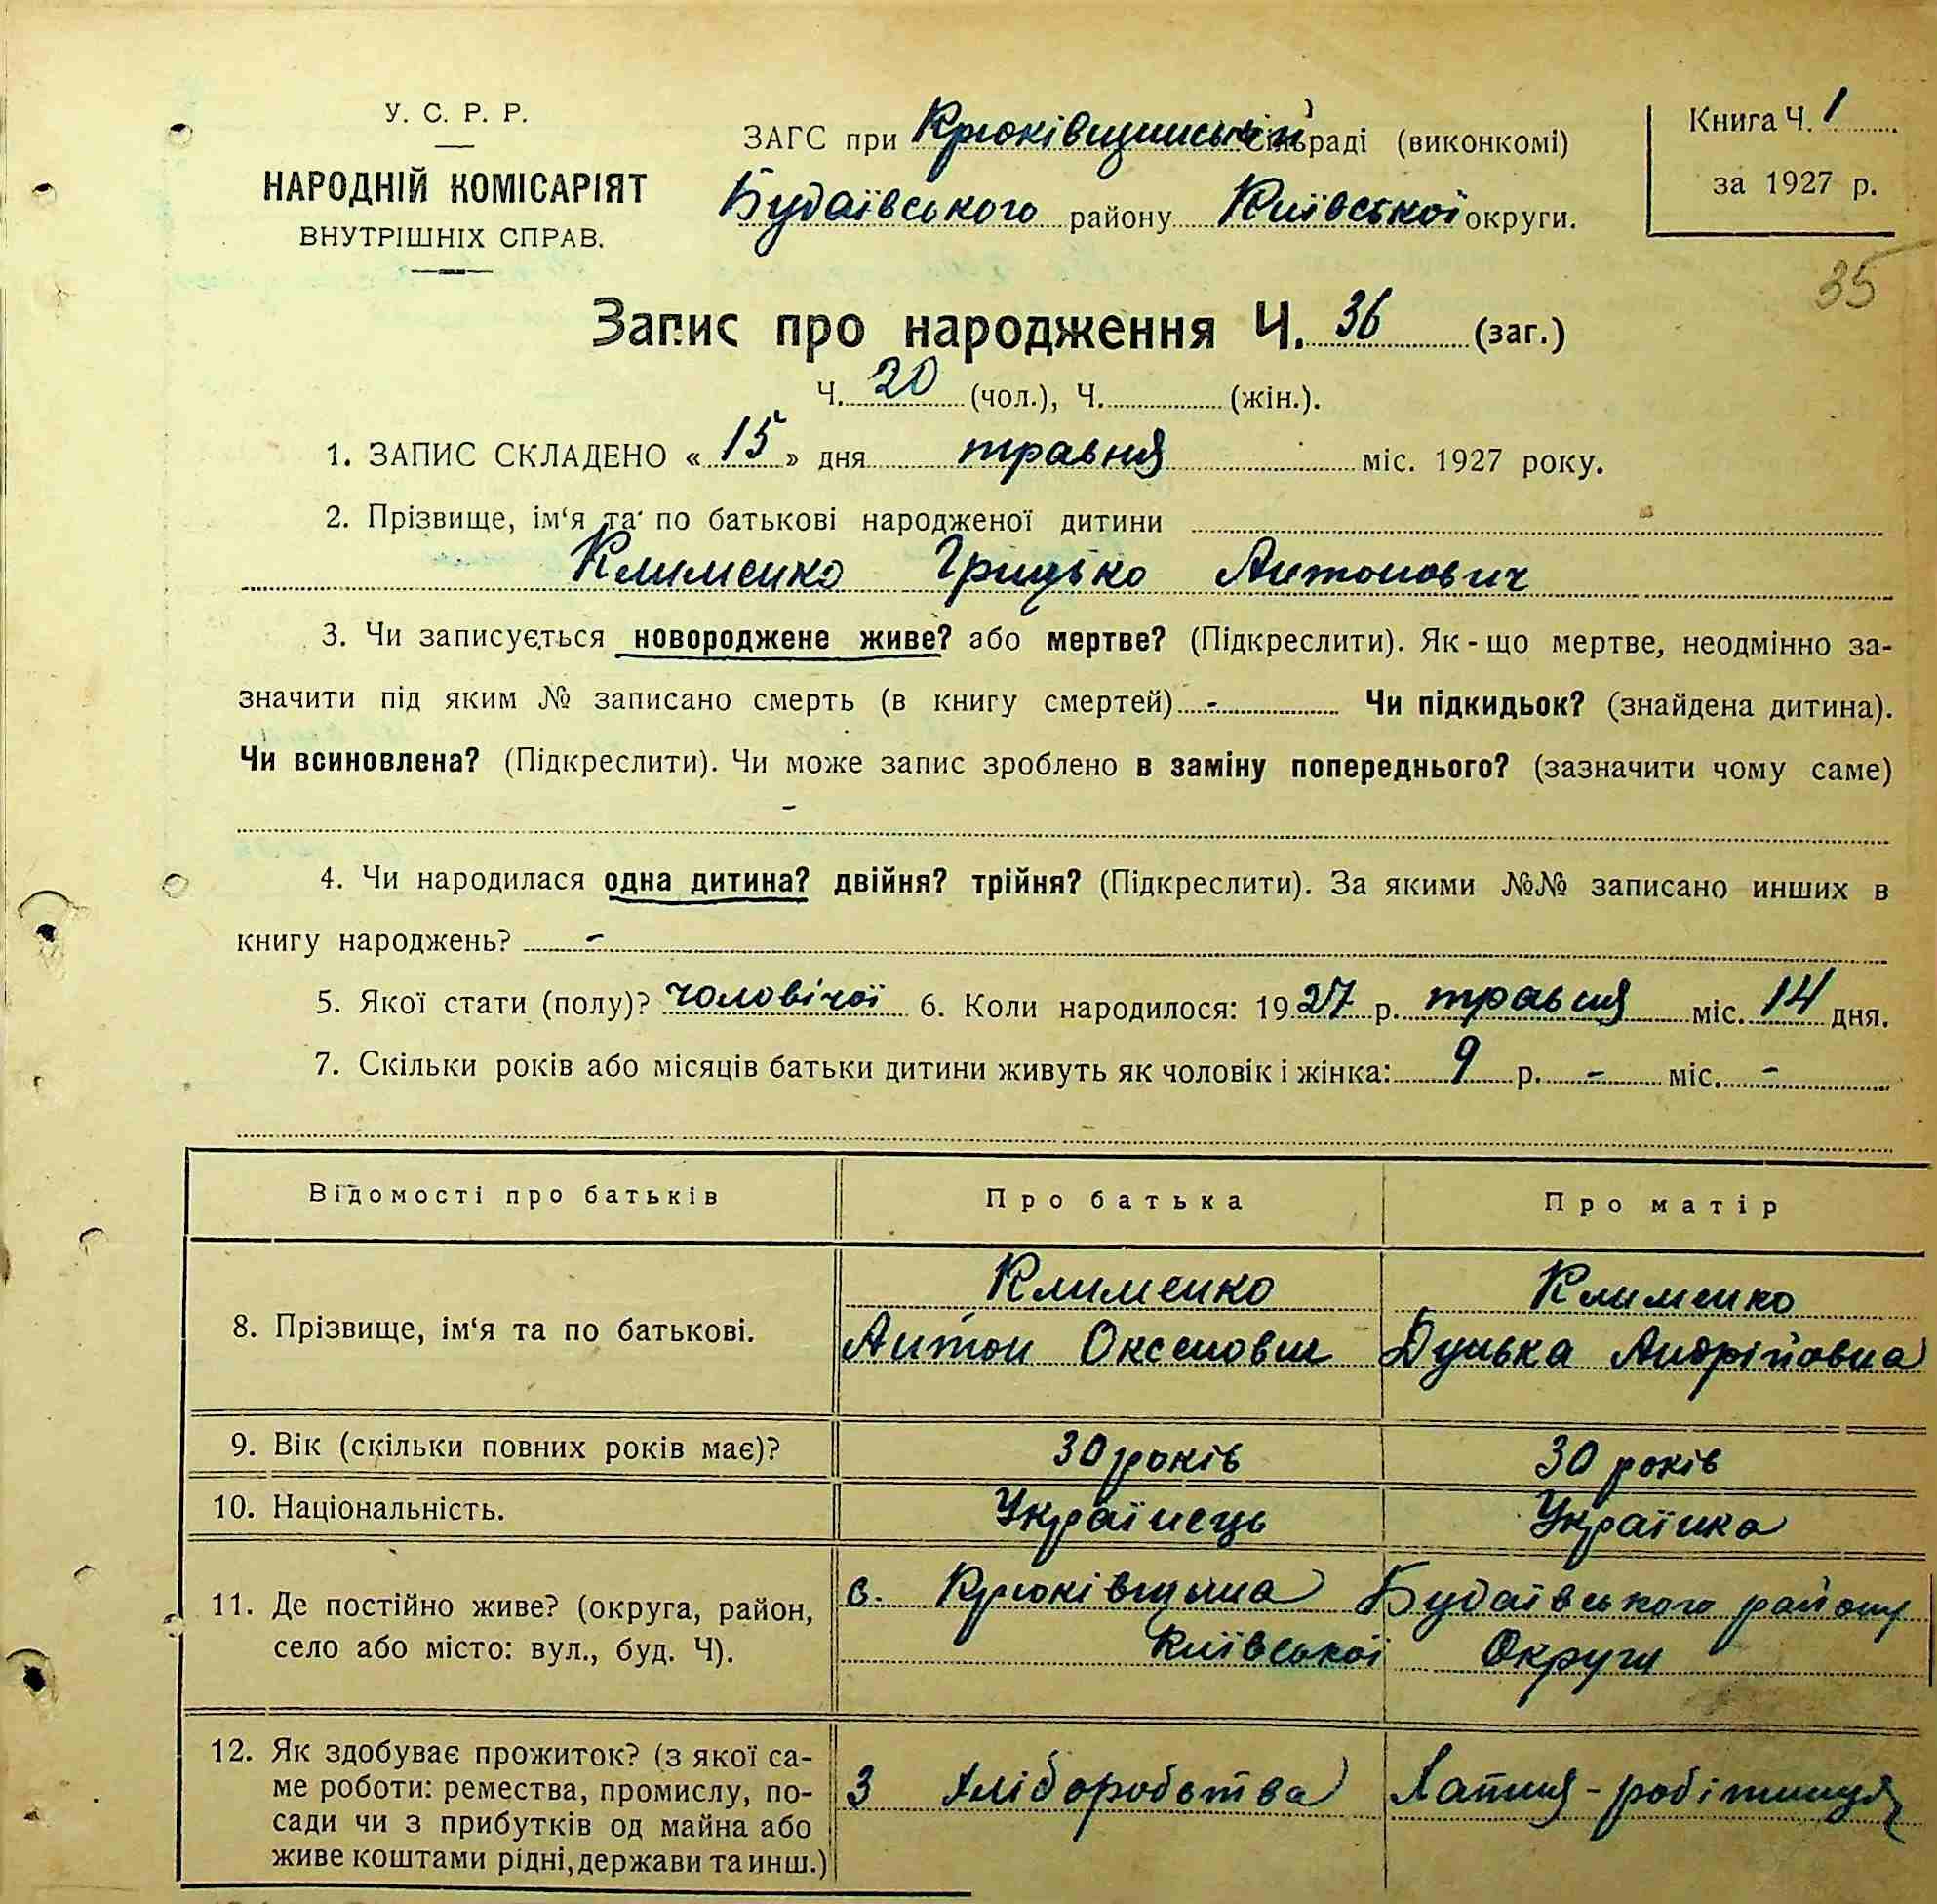 У. С. Р. Р.
НАРОДНІЙ КОМІСАРІЯТ
ВНУТРІШНІХ СПРАВ.
ЗАГС при Крюківщинській сільраді (виконкомі)
Будаївського району Київської округи.
Книга Ч. 1
за 1927 р.
35
Запис про народження Ч. 36 (заг.)
Ч. 20 (чол.), Ч. (жін.).
1. ЗАПИС СКЛАДЕНО « 15 » дня травня міс. 1927 року.
2. Прізвище, ім‘я та по батькові народженої дитини
Клименко Грицько Антонович
3. Чи записується новороджене живе? або мертве? (Підкреслити). Як-що мертве, неодмінно за-
значити під яким № записано смерть (в книгу смертей) - Чи підкидьок? (знайдена дитина).
Чи всиновлена? (Підкреслити). Чи може запис зроблено в заміну попереднього? (зазначити чому саме)
-
4. Чи народилася одна дитина? двійня? трійня? (Підкреслити). За якими №№ записано инших в
книгу народжень? -
5. Якої стати (полу)? чоловічої 6. Коли народилося: 1927 р. травня міс. 14 дня.
7. Скільки років або місяців батьки дитини живуть як чоловік і жінка: 9 р. - міс. -
Відомості про батьків Про батька Про матір
8. Прізвище, ім‘я та по батькові.
Клименко Клименко
Антон Оксенович Дунька Андрійовна
9. Вік (скільки повних років має)? 30 років 30 років
10. Національність. Українець Українка
11. Де постійно живе? (округа, район,
село або місто: вул., буд. Ч).
с. Крюківщина Будаївського району
Київської Округи
12. Як здобуває прожиток? (з якої са-
ме роботи: ремества, промислу, по-
сади чи з прибутків од майна або
живе коштами рідні, держави та инш.)
З хліборобства Хатня-робітниця